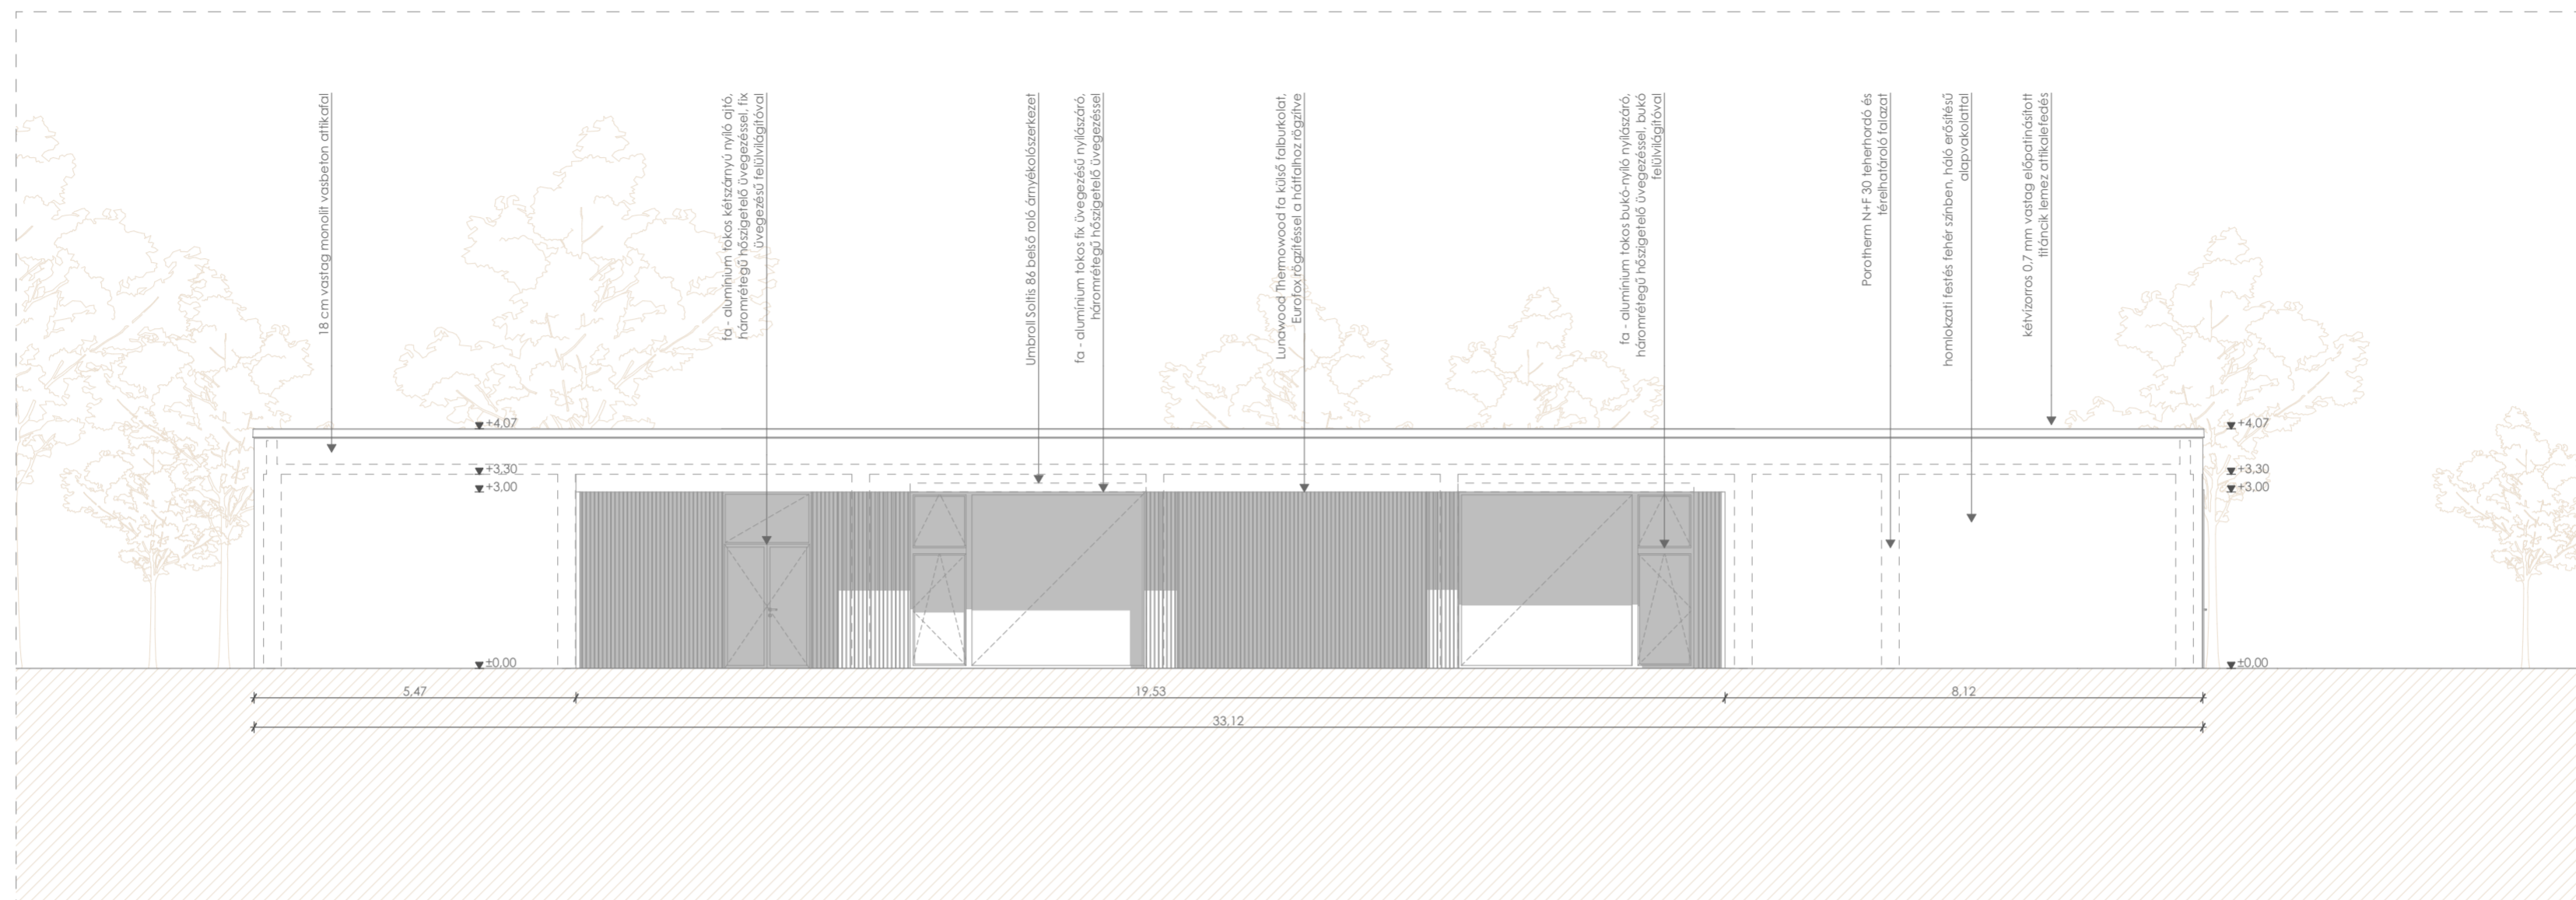 18 cm vastag monolit vasbeton attikafal
fa - alumínium tokos kétszárnyú nyíló ajtó,
háromrétegű hőszigetelő üvegezéssel, fix
üvegezésű felülvilágítóval
Umbroll Soltis 86 belső roló árnyékolószerkezet
fa - alumínium tokos fix üvegezésű nyílászáró,
háromrétegű hőszigetelő üvegezéssel
Lunawood Thermowood fa külső falburkolat,
Eurofox rögzítéssel a hátfalhoz rögzítve
fa - alumínium tokos bukó-nyíló nyílászáró,
háromrétegű hőszigetelő üvegezéssel, bukó
felülvilágítóval
Porotherm N+F 30 teherhordó és
térelhatároló falazat
homlokzati festés fehér színben, háló erősítésű
alapvakolattal
kétvízorros 0,7 mm vastag előpatinásított
titáncink lemez attikalefedés
+4,07
+3,30
+3,00
±0,00
+4,07
+3,30
+3,00
±0,00
5,47
19,53
8,12
33,12